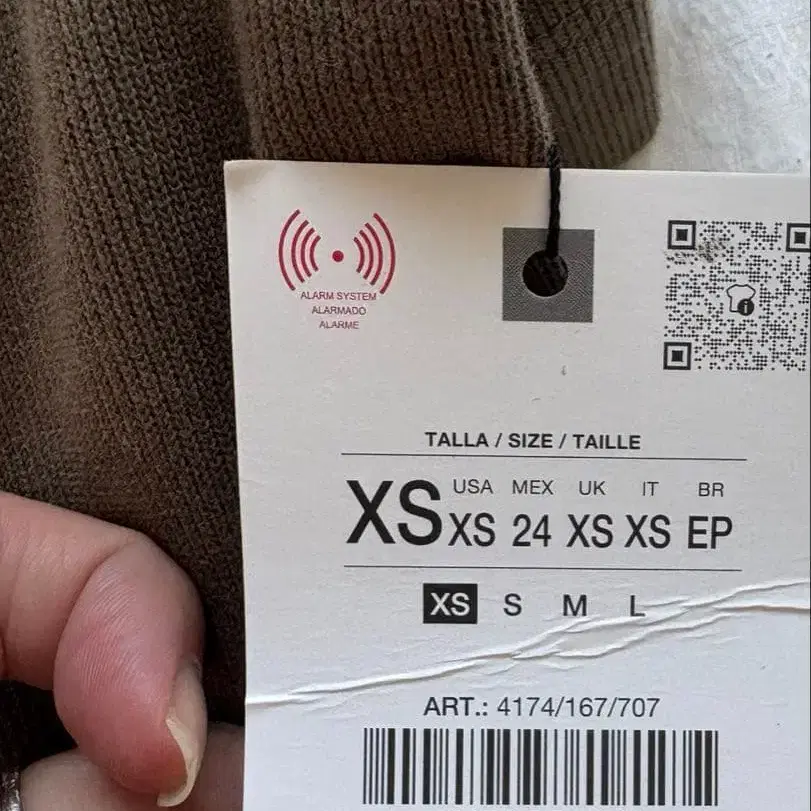 ALARM SYSTEM
ALARMADO
ALARME
TALLA / SIZE / TAILLE
USA MEX UK IT BR
XS XS 24 XS XS EP
XS S M L
ART.: 4174/167/707